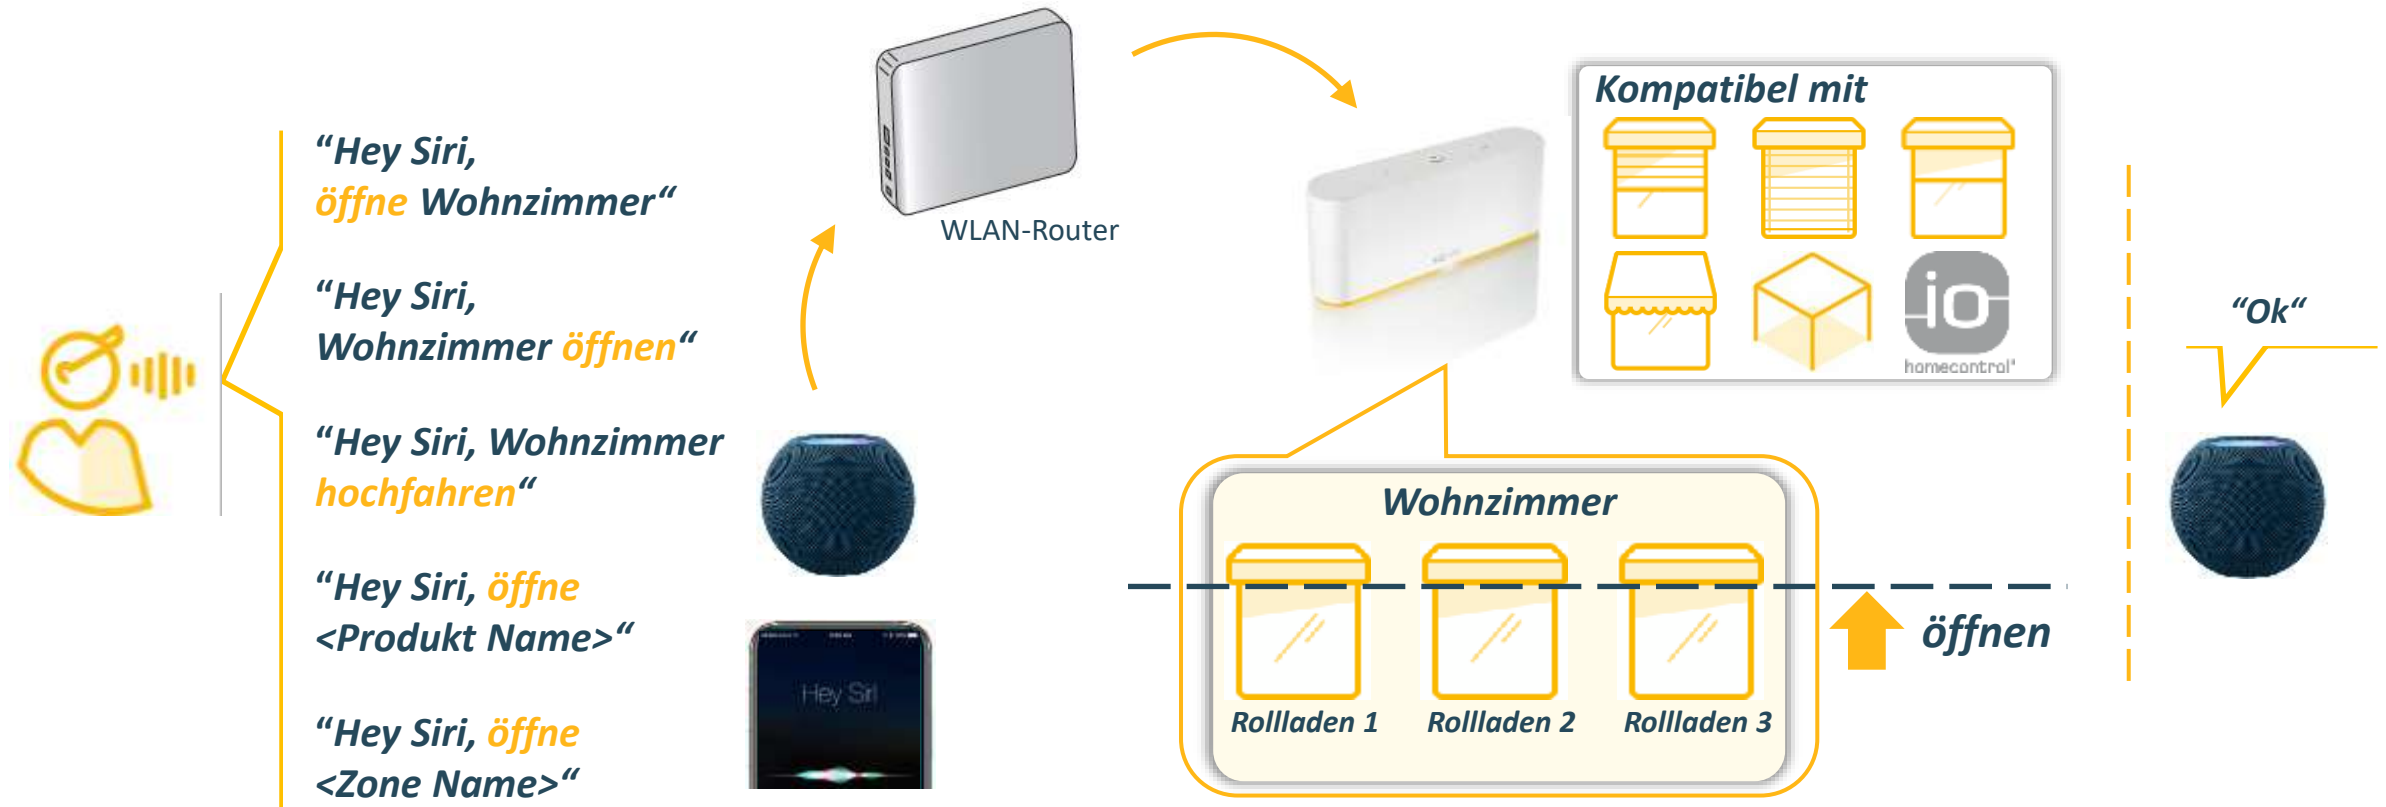 “Hey Siri,
öffne Wohnzimmer“
“Hey Siri,
Wohnzimmer öffnen“
“Hey Siri, Wohnzimmer
hochfahren“
“Hey Siri, öffne
<Produkt Name>“
“Hey Siri, öffne
<Zone Name>“
WLAN-Router
Hey Siri
Kompatibel mit
io
homecontrol®
Wohnzimmer
Rollladen 1
Rollladen 2
Rollladen 3
öffnen
“Ok“